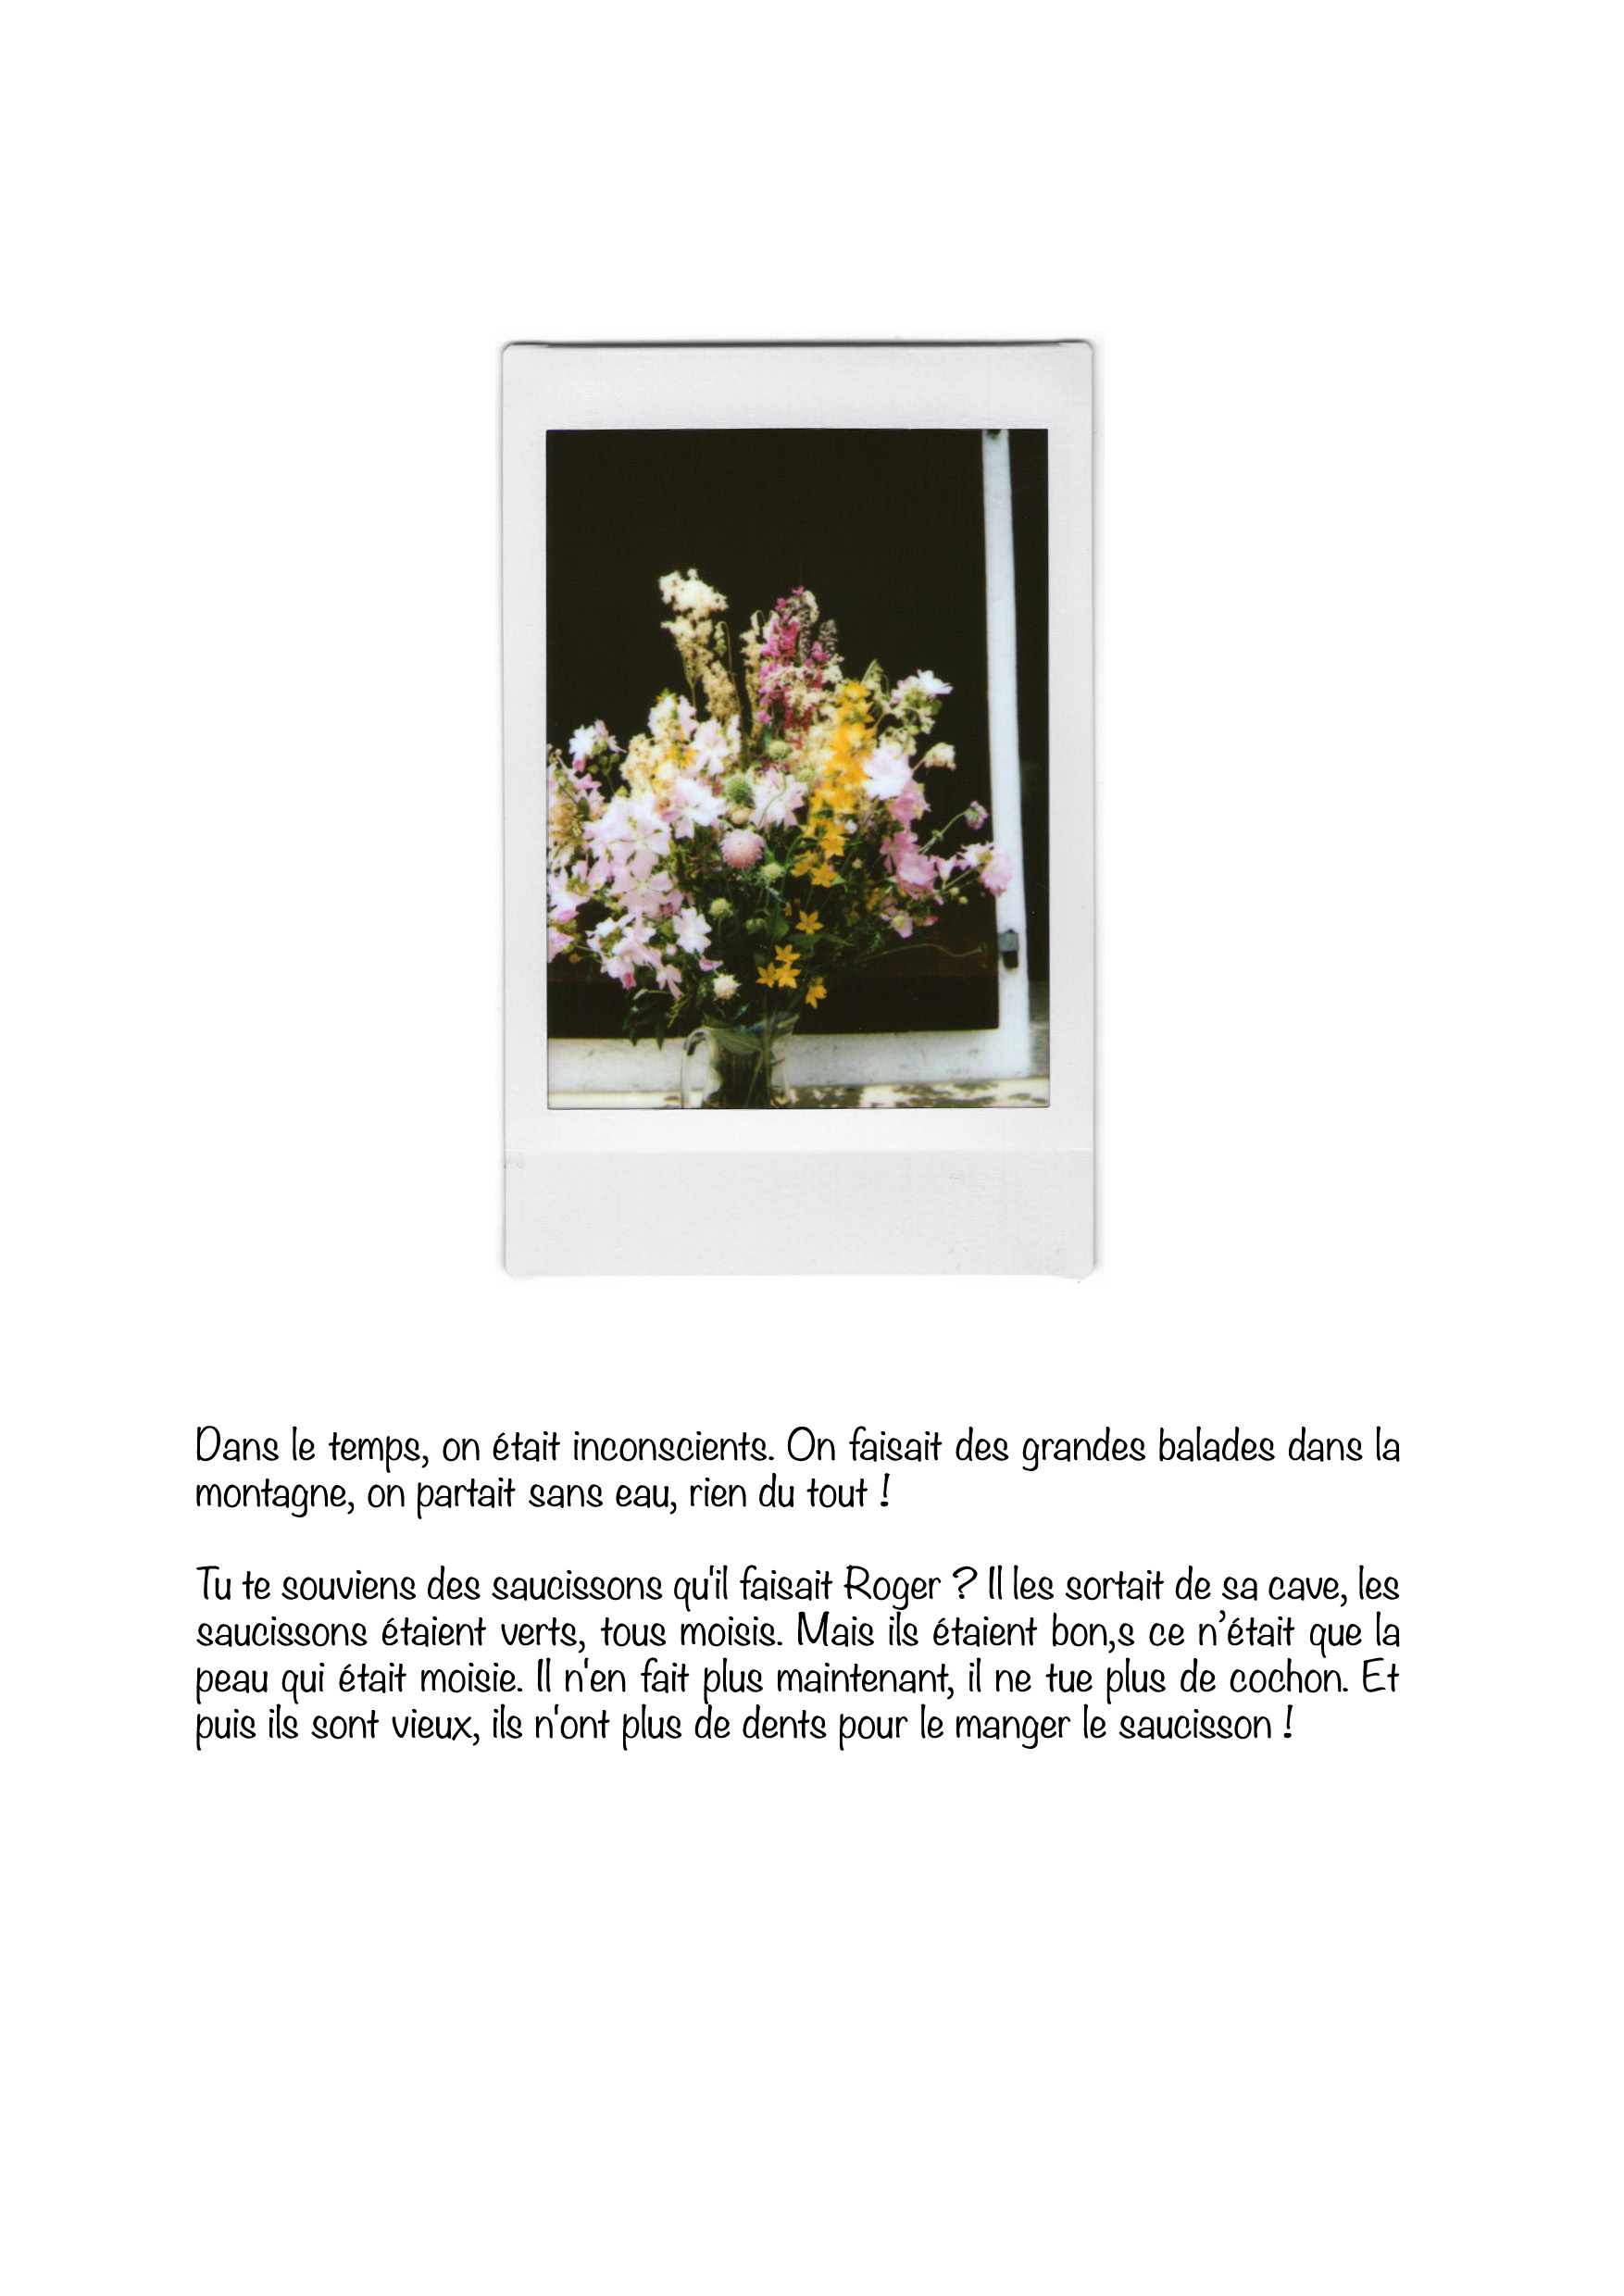 Dans le temps, on était inconscients. On faisait des grandes balades dans la
montagne, on partait sans eau, rien du tout !
Tu te souviens des saucissons qu'il faisait Roger ? Il les sortait de sa cave, les
saucissons étaient verts, tous moisis. Mais ils étaient bon,s ce n’était que la
peau qui était moisie. Il n'en fait plus maintenant, il ne tue plus de cochon. Et
puis ils sont vieux, ils n'ont plus de dents pour le manger le saucisson !